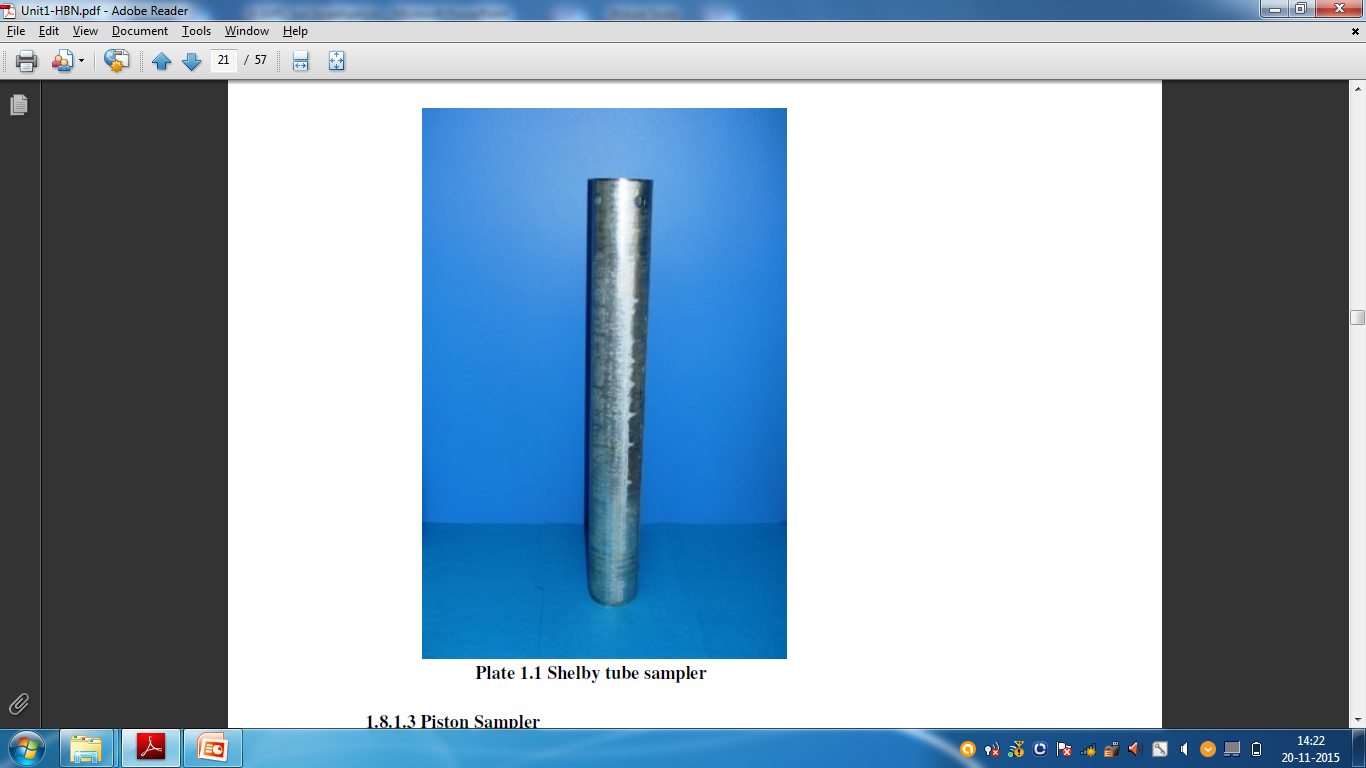 Unit1-HBN.pdf - Adobe Reader
File Edit View Document Tools Window Help
21 / 57
Plate 1.1 Shelby tube sampler
1.8.1.3 Piston Sampler
14:22
20-11-2015